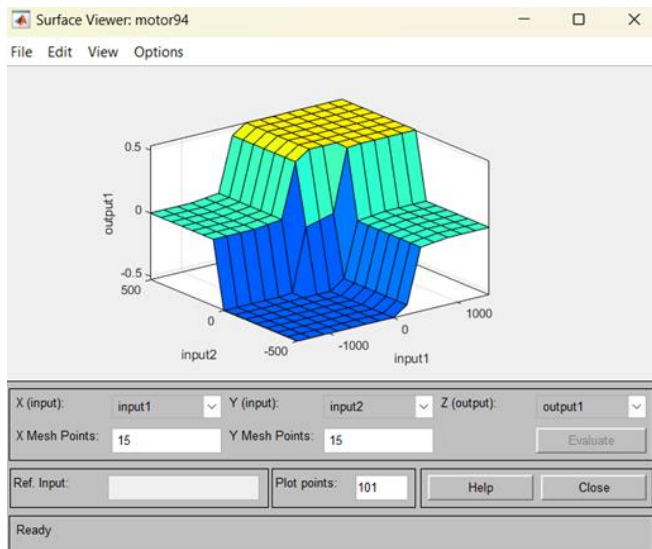 Surface Viewer: motor94
File Edit View Options
0.5
0
-0.5
output1
500
0
-500
input2
-1000
0
1000
input1
X (input): input1 Y (input): input2 Z (output): output1
X Mesh Points: 15 Y Mesh Points: 15 Evaluate
Ref. Input: Plot points: 101 Help Close
Ready